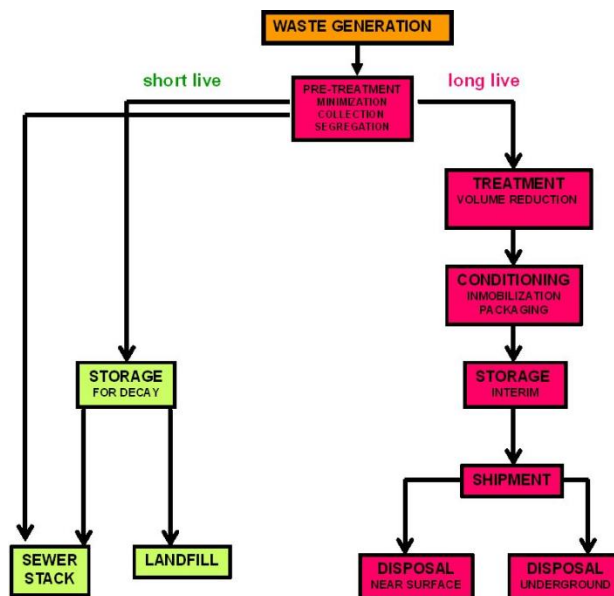 WASTE GENERATION
short live
PRE-TREATMENT
MINIMIZATION
COLLECTION
SEGREGATION
long live
TREATMENT
VOLUME REDUCTION
CONDITIONING
INMOBILIZATION
PACKAGING
STORAGE
FOR DECAY
STORAGE
INTERIM
SHIPMENT
SEWER
STACK
LANDFILL
DISPOSAL
NEAR SURFACE
DISPOSAL
UNDERGROUND